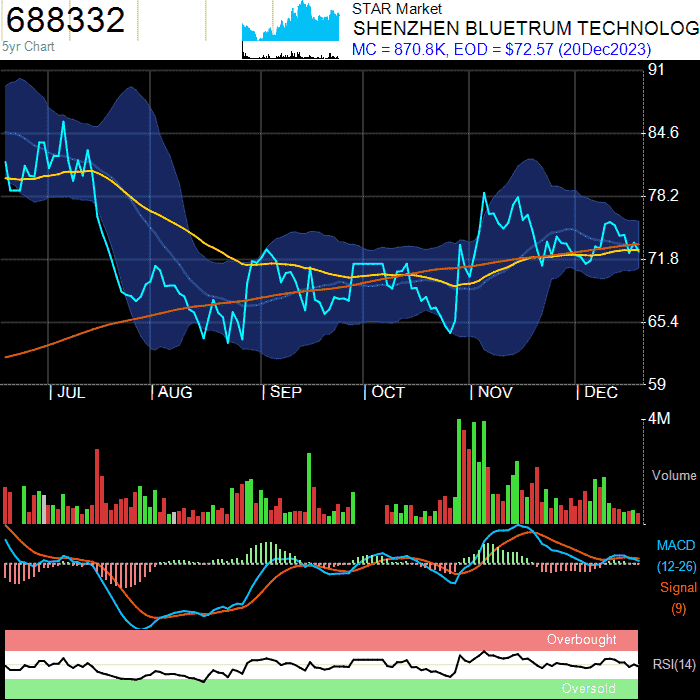 688332
5yr Chart
STAR Market
SHENZHEN BLUETRUM TECHNOLOG
MC = 870.8K, EOD = $72.57 (20Dec2023)
91
84.6
78.2
71.8
65.4
59
JUL
AUG
SEP
OCT
NOV
DEC
4M
Volume
MACD
(12-26)
Signal
(9)
Overbought
RSI(14)
Oversold